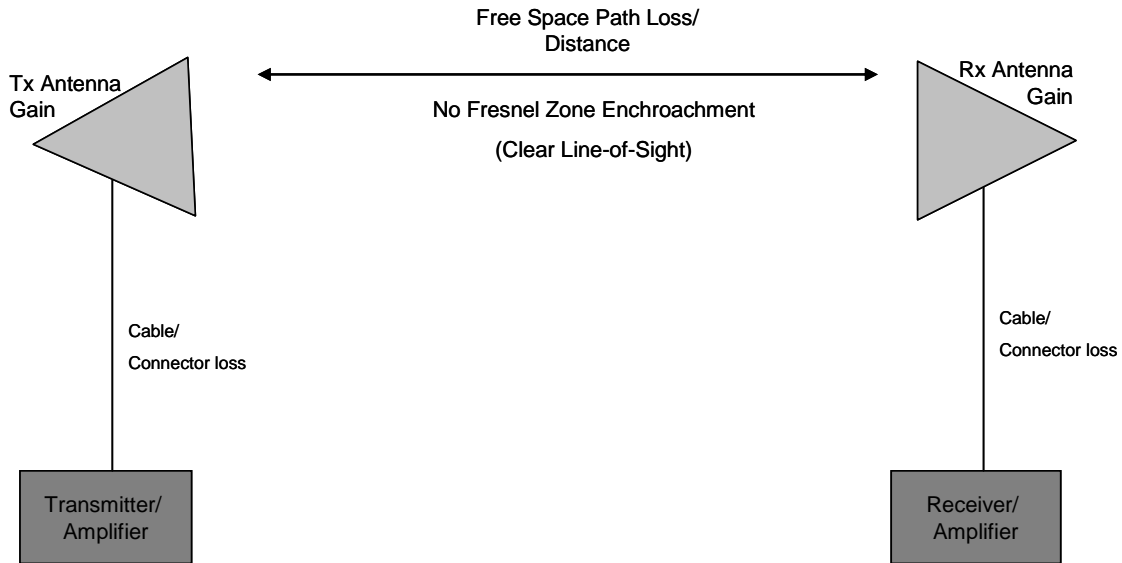 Free Space Path Loss/
Distance
Tx Antenna
Gain
Rx Antenna
Gain
No Fresnel Zone Enchroachment
(Clear Line-of-Sight)
Cable/
Connector loss
Cable/
Connector loss
Transmitter/
Amplifier
Receiver/
Amplifier